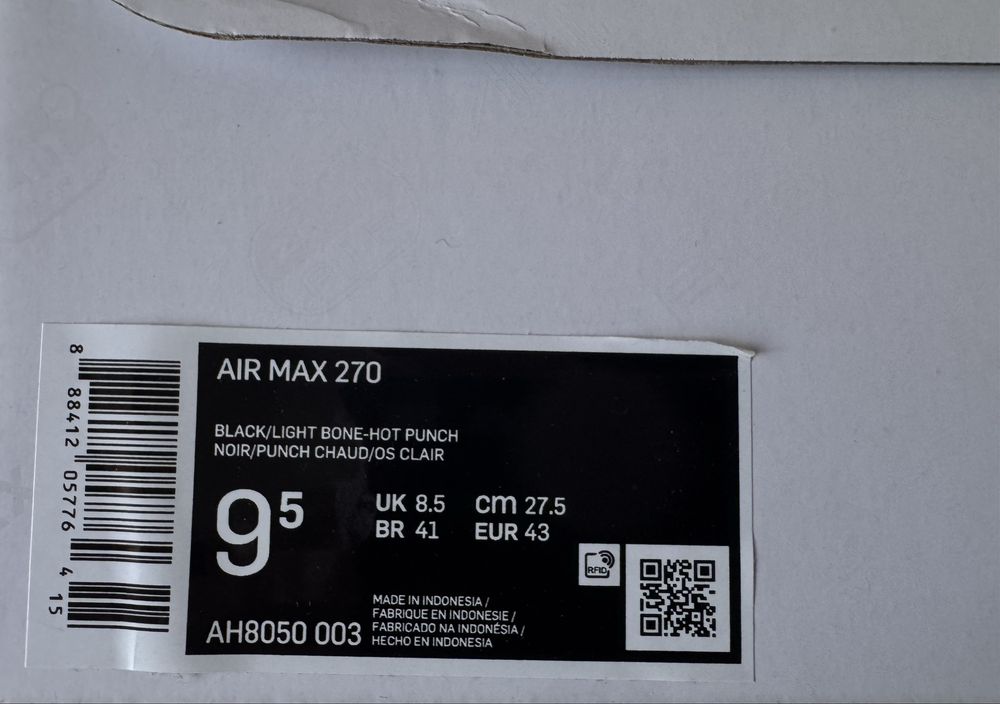 8 88412 05776 4 15
AIR MAX 270
BLACK/LIGHT BONE-HOT PUNCH
NOIR/PUNCH CHAUD/OS CLAIR
9⁵
UK 8.5 cm 27.5
BR 41 EUR 43
RFID
AH8050 003
MADE IN INDONESIA /
FABRIQUE EN INDONESIE /
FABRICADO NA INDONÉSIA /
HECHO EN INDONESIA